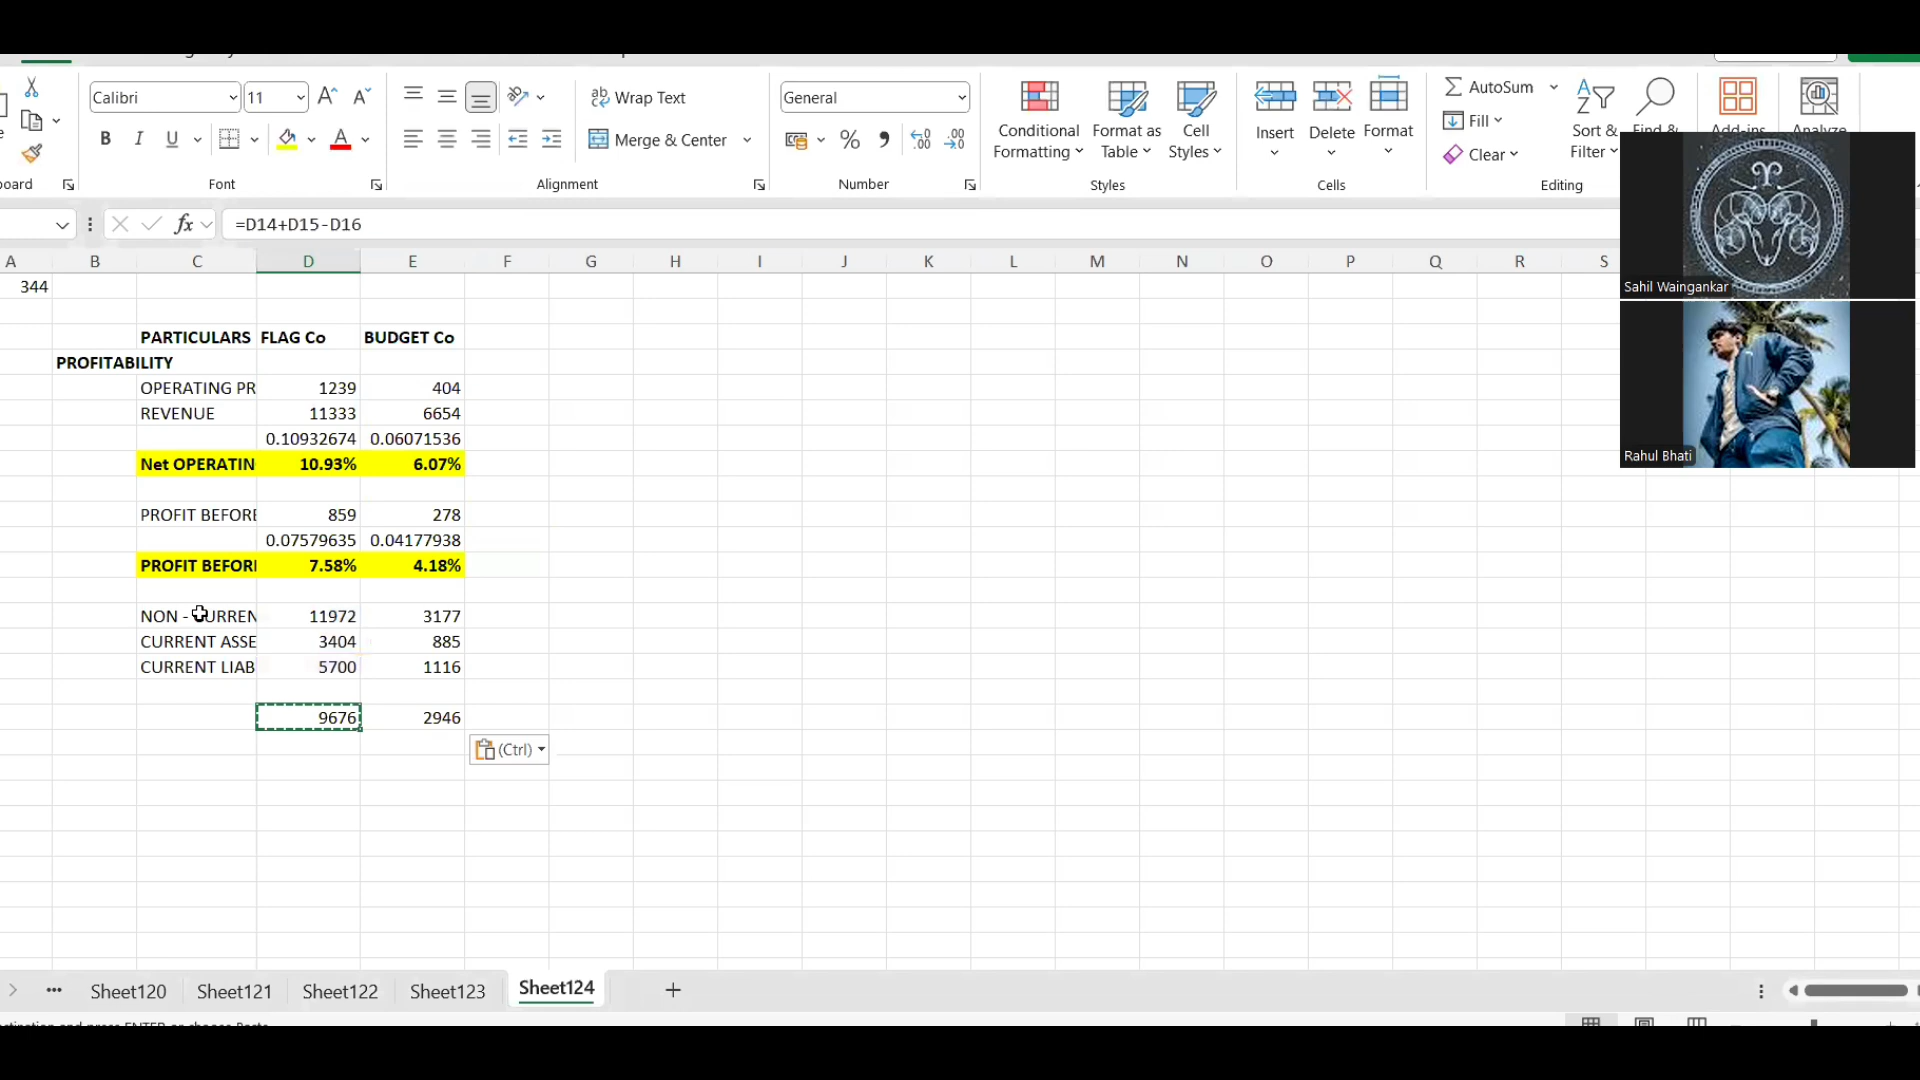 Calibri 11 Wrap Text General AutoSum
Fill
B I U Merge & Center % Conditional Formatting Format as Table Cell Styles Insert Delete Format Clear Sort & Filter Find & Add-ins Analyze
Font Alignment Number Styles Cells Editing
fx =D14+D15-D16
A B C D E F G H I J K L M N O P Q R S
344
PARTICULARS FLAG Co BUDGET Co
PROFITABILITY
OPERATING PR 1239 404
REVENUE 11333 6654
0.10932674 0.06071536
Net OPERATIN 10.93% 6.07%
PROFIT BEFORE 859 278
0.07579635 0.04177938
PROFIT BEFORE 7.58% 4.18%
NON - CURREN 11972 3177
CURRENT ASSE 3404 885
CURRENT LIAB 5700 1116
9676 2946
(Ctrl)
Sahil Waingankar
Rahul Bhati
Sheet120 Sheet121 Sheet122 Sheet123 Sheet124